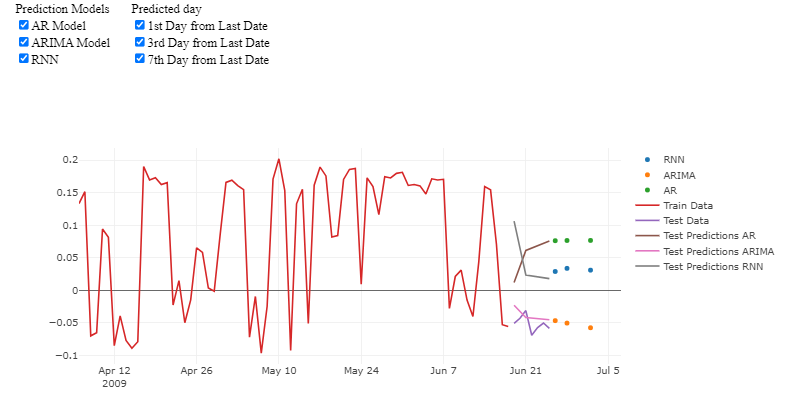 Prediction Models
AR Model
ARIMA Model
RNN
Predicted day
1st Day from Last Date
3rd Day from Last Date
7th Day from Last Date
0.2
0.15
0.1
0.05
0
−0.05
−0.1
Apr 12
2009
Apr 26
May 10
May 24
Jun 7
Jun 21
Jul 5
RNN
ARIMA
AR
Train Data
Test Data
Test Predictions AR
Test Predictions ARIMA
Test Predictions RNN